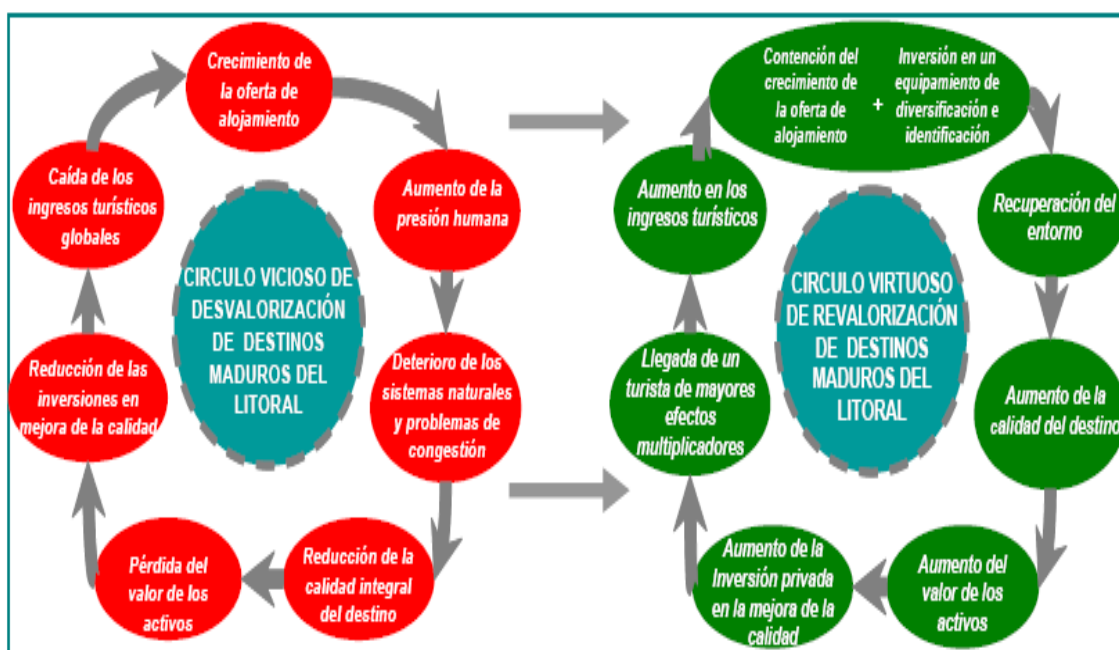 Crecimiento de
la oferta de
alojamiento
Aumento de la
presión humana
Deterioro de los
sistemas naturales
y problemas de
congestión
Reducción de la
calidad integral
del destino
Pérdida del
valor de los
activos
Reducción de las
inversiones en
mejora de la calidad
Caída de los
ingresos turísticos
globales
CIRCULO VICIOSO DE
DESVALORIZACIÓN
DE DESTINOS
MADUROS DEL
LITORAL
Contención del
crecimiento de
la oferta de
alojamiento
+
Inversión en un
equipamiento de
diversificación e
identificación
Recuperación del
entorno
Aumento de la
calidad del destino
Aumento del
valor de los
activos
Aumento de la
Inversión privada
en la mejora de la
calidad
Llegada de un
turista de mayores
efectos
multiplicadores
Aumento en los
ingresos turísticos
CIRCULO VIRTUOSO
DE REVALORIZACIÓN
DE DESTINOS
MADUROS DEL
LITORAL